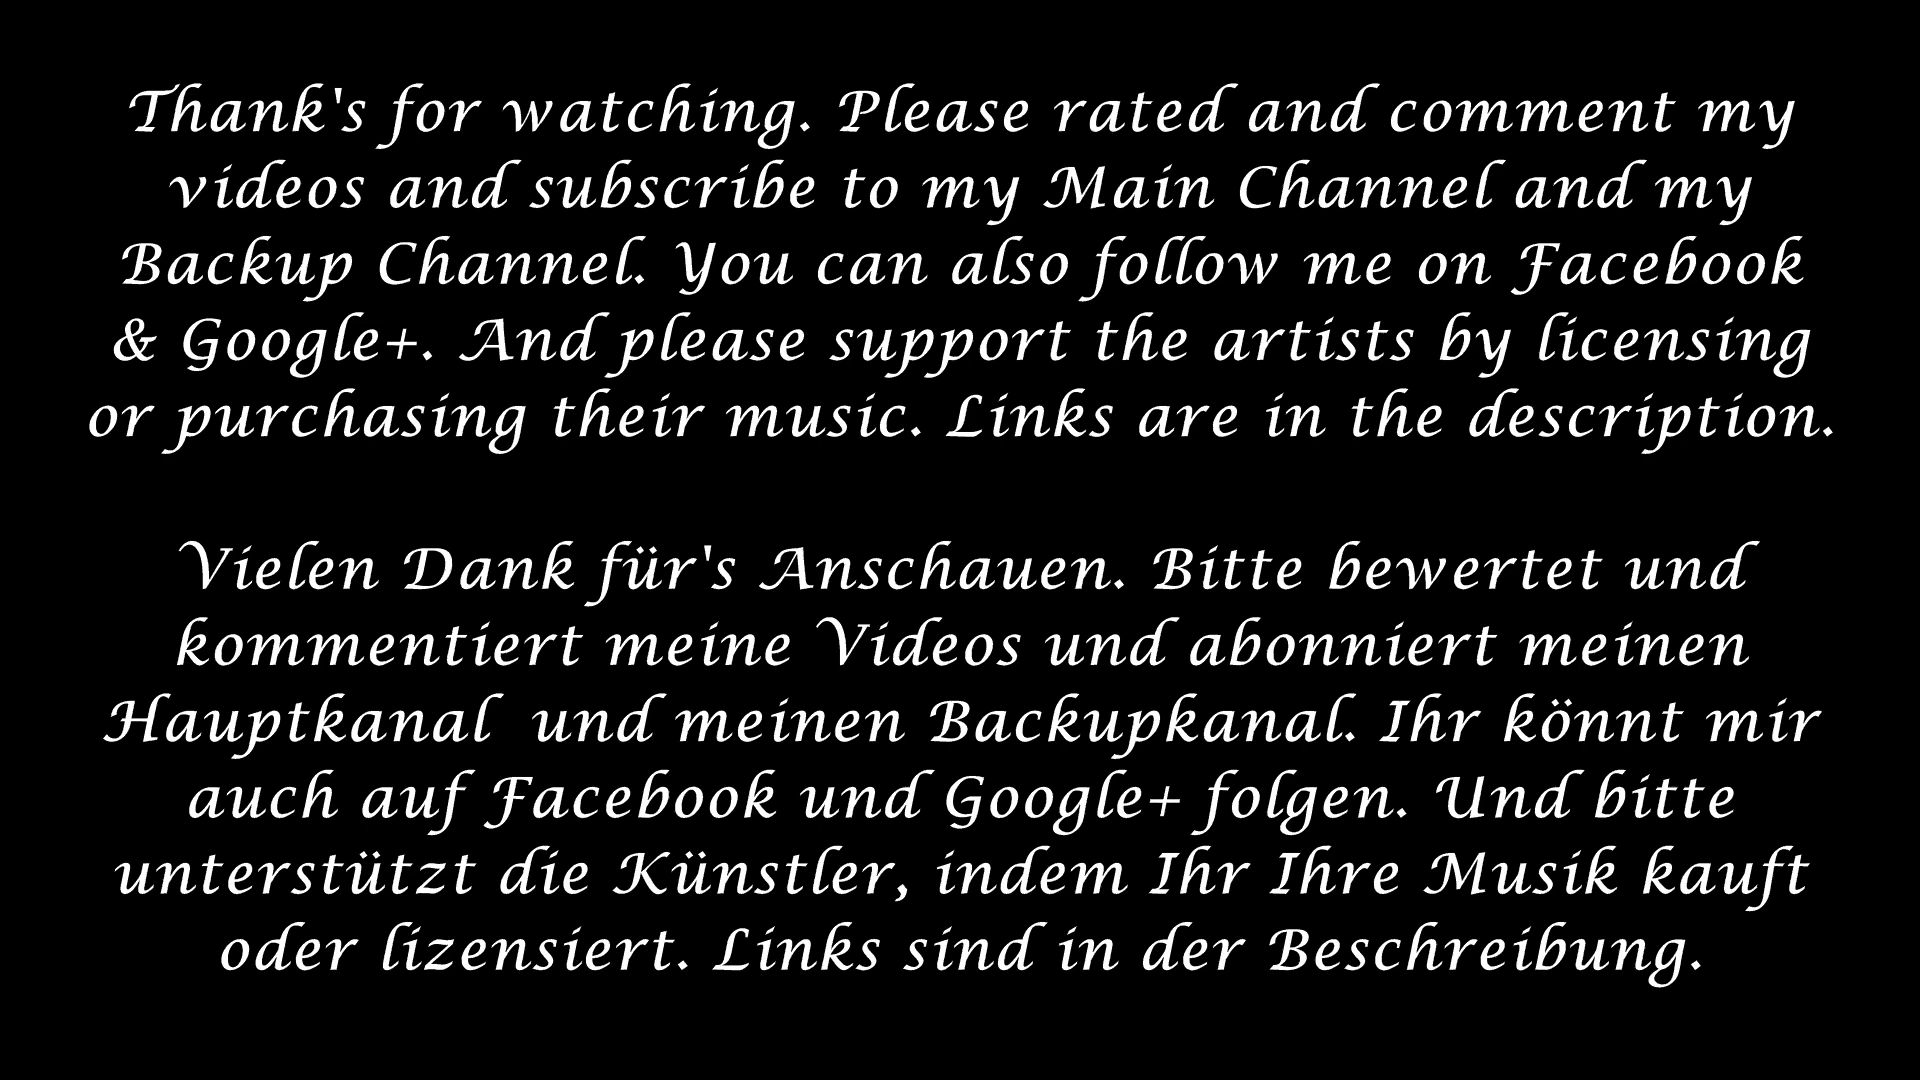 Thank's for watching. Please rated and comment my
videos and subscribe to my Main Channel and my
Backup Channel. You can also follow me on Facebook
& Google+. And please support the artists by licensing
or purchasing their music. Links are in the description.
Vielen Dank für's Anschauen. Bitte bewertet und
kommentiert meine Videos und abonniert meinen
Hauptkanal  und meinen Backupkanal. Ihr könnt mir
auch auf Facebook und Google+ folgen. Und bitte
unterstützt die Künstler, indem Ihr Ihre Musik kauft
oder lizensiert. Links sind in der Beschreibung.